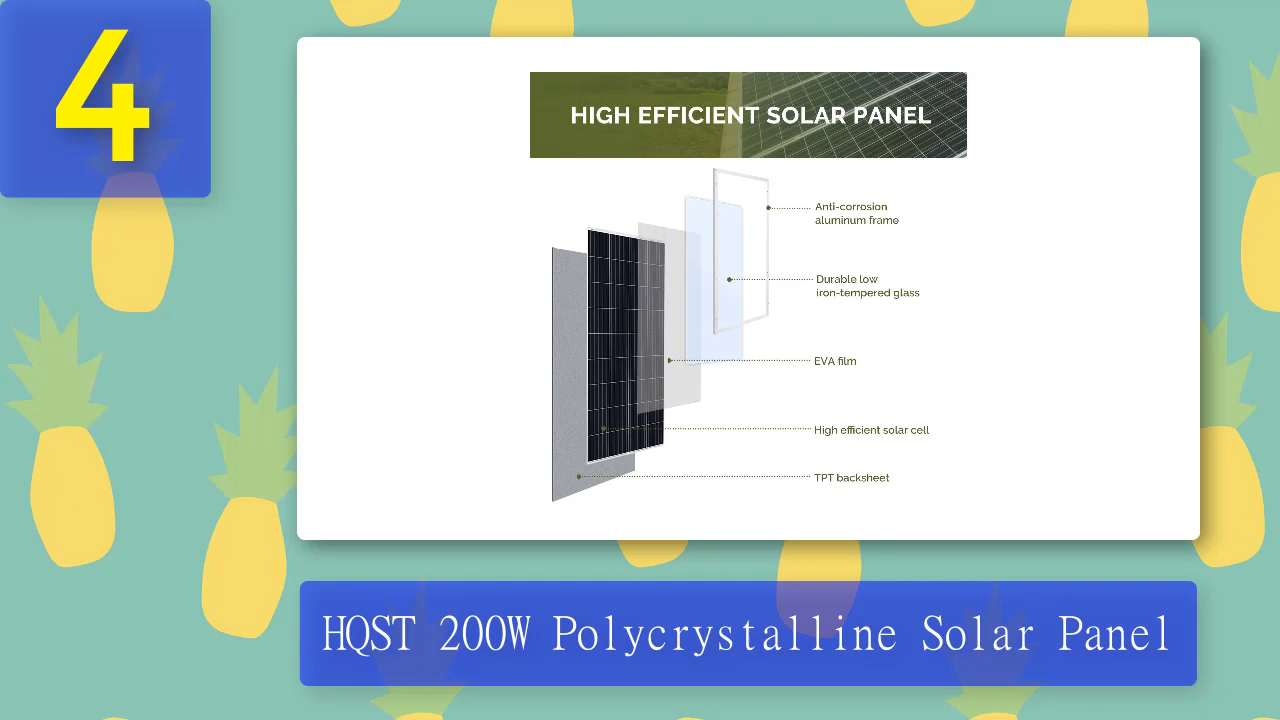 4
HIGH EFFICIENT SOLAR PANEL
Anti-corrosion
aluminum frame
Durable low
iron-tempered glass
EVA film
High efficient solar cell
TPT backsheet
HQST 200W Polycrystalline Solar Panel